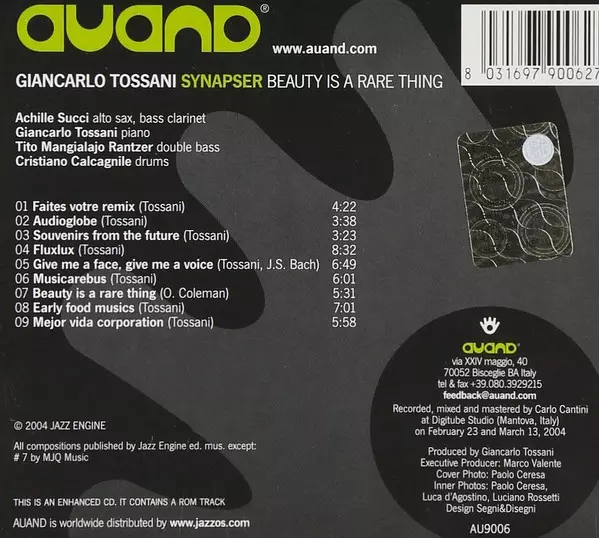 AUAND®
www.auand.com
8 031697 900627
GIANCARLO TOSSANI SYNAPSER BEAUTY IS A RARE THING
Achille Succi alto sax, bass clarinet
Giancarlo Tossani piano
Tito Mangialajo Rantzer double bass
Cristiano Calcagnile drums
01 Faites votre remix (Tossani) 4:22
02 Audioglobe (Tossani) 3:38
03 Souvenirs from the future (Tossani) 3:23
04 Fluxlux (Tossani) 8:32
05 Give me a face, give me a voice (Tossani, J.S. Bach) 6:49
06 Musicarebus (Tossani) 6:01
07 Beauty is a rare thing (O. Coleman) 5:31
08 Early food musics (Tossani) 7:01
09 Mejor vida corporation (Tossani) 5:58
AUAND®
via XXIV maggio, 40
70052 Bisceglie BA Italy
tel & fax +39.080.3929215
feedback@auand.com
Recorded, mixed and mastered by Carlo Cantini
at Digitube Studio (Mantova, Italy)
on February 23 and March 13, 2004
Produced by Giancarlo Tossani
Executive Producer: Marco Valente
Cover Photo: Paolo Ceresa
Inner Photos: Paolo Ceresa,
Luca d'Agostino, Luciano Rossetti
Design Segni&Disegni
AU9006
© 2004 JAZZ ENGINE
All compositions published by Jazz Engine ed. mus. except:
# 7 by MJQ Music
THIS IS AN ENHANCED CD. IT CONTAINS A ROM TRACK
AUAND is worldwide distributed by www.jazzos.com